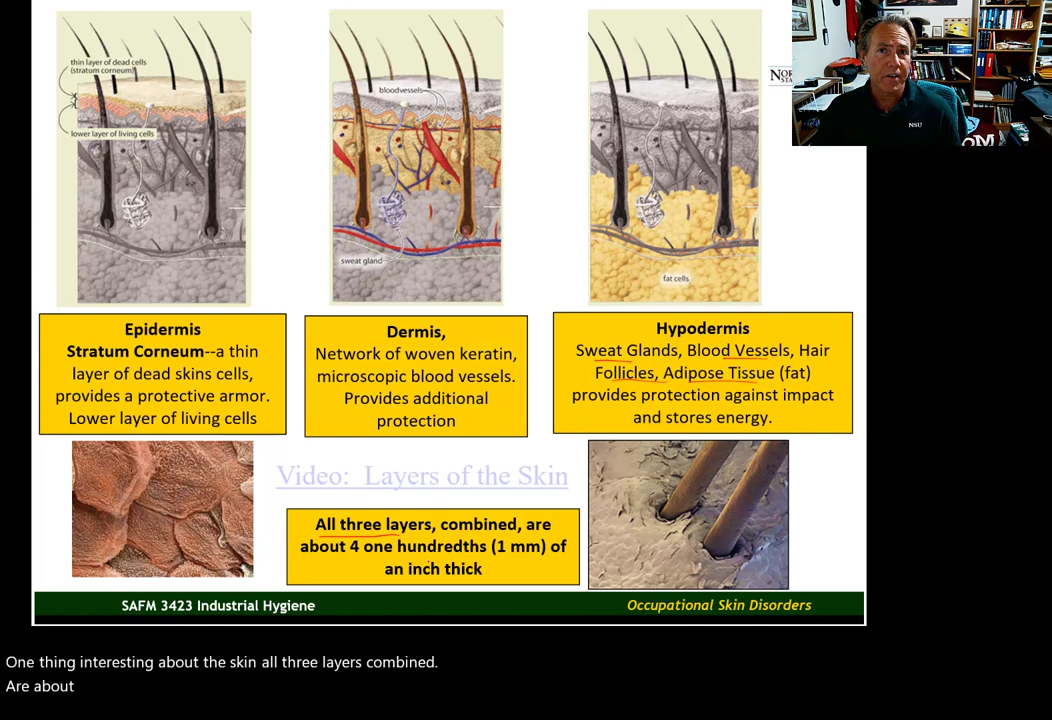 thin layer of dead cells
(stratum corneum)
lower layer of living cells
bloodvessels
sweat gland
fat cells
NSU
Epidermis
Stratum Corneum--a thin
layer of dead skins cells,
provides a protective armor.
Lower layer of living cells
Dermis,
Network of woven keratin,
microscopic blood vessels.
Provides additional
protection
Hypodermis
Sweat Glands, Blood Vessels, Hair
Follicles, Adipose Tissue (fat)
provides protection against impact
and stores energy.
Video: Layers of the Skin
All three layers, combined, are
about 4 one hundredths (1 mm) of
an inch thick
SAFM 3423 Industrial Hygiene
Occupational Skin Disorders
One thing interesting about the skin all three layers combined.
Are about